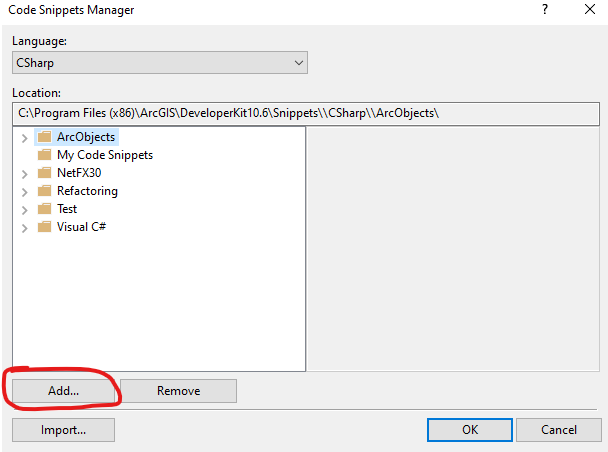 Code Snippets Manager
?
Language:
CSharp
Location:
C:\Program Files (x86)\ArcGIS\DeveloperKit10.6\Snippets\\CSharp\\ArcObjects\
ArcObjects
My Code Snippets
NetFX30
Refactoring
Test
Visual C#
Add...
Remove
Import...
OK
Cancel